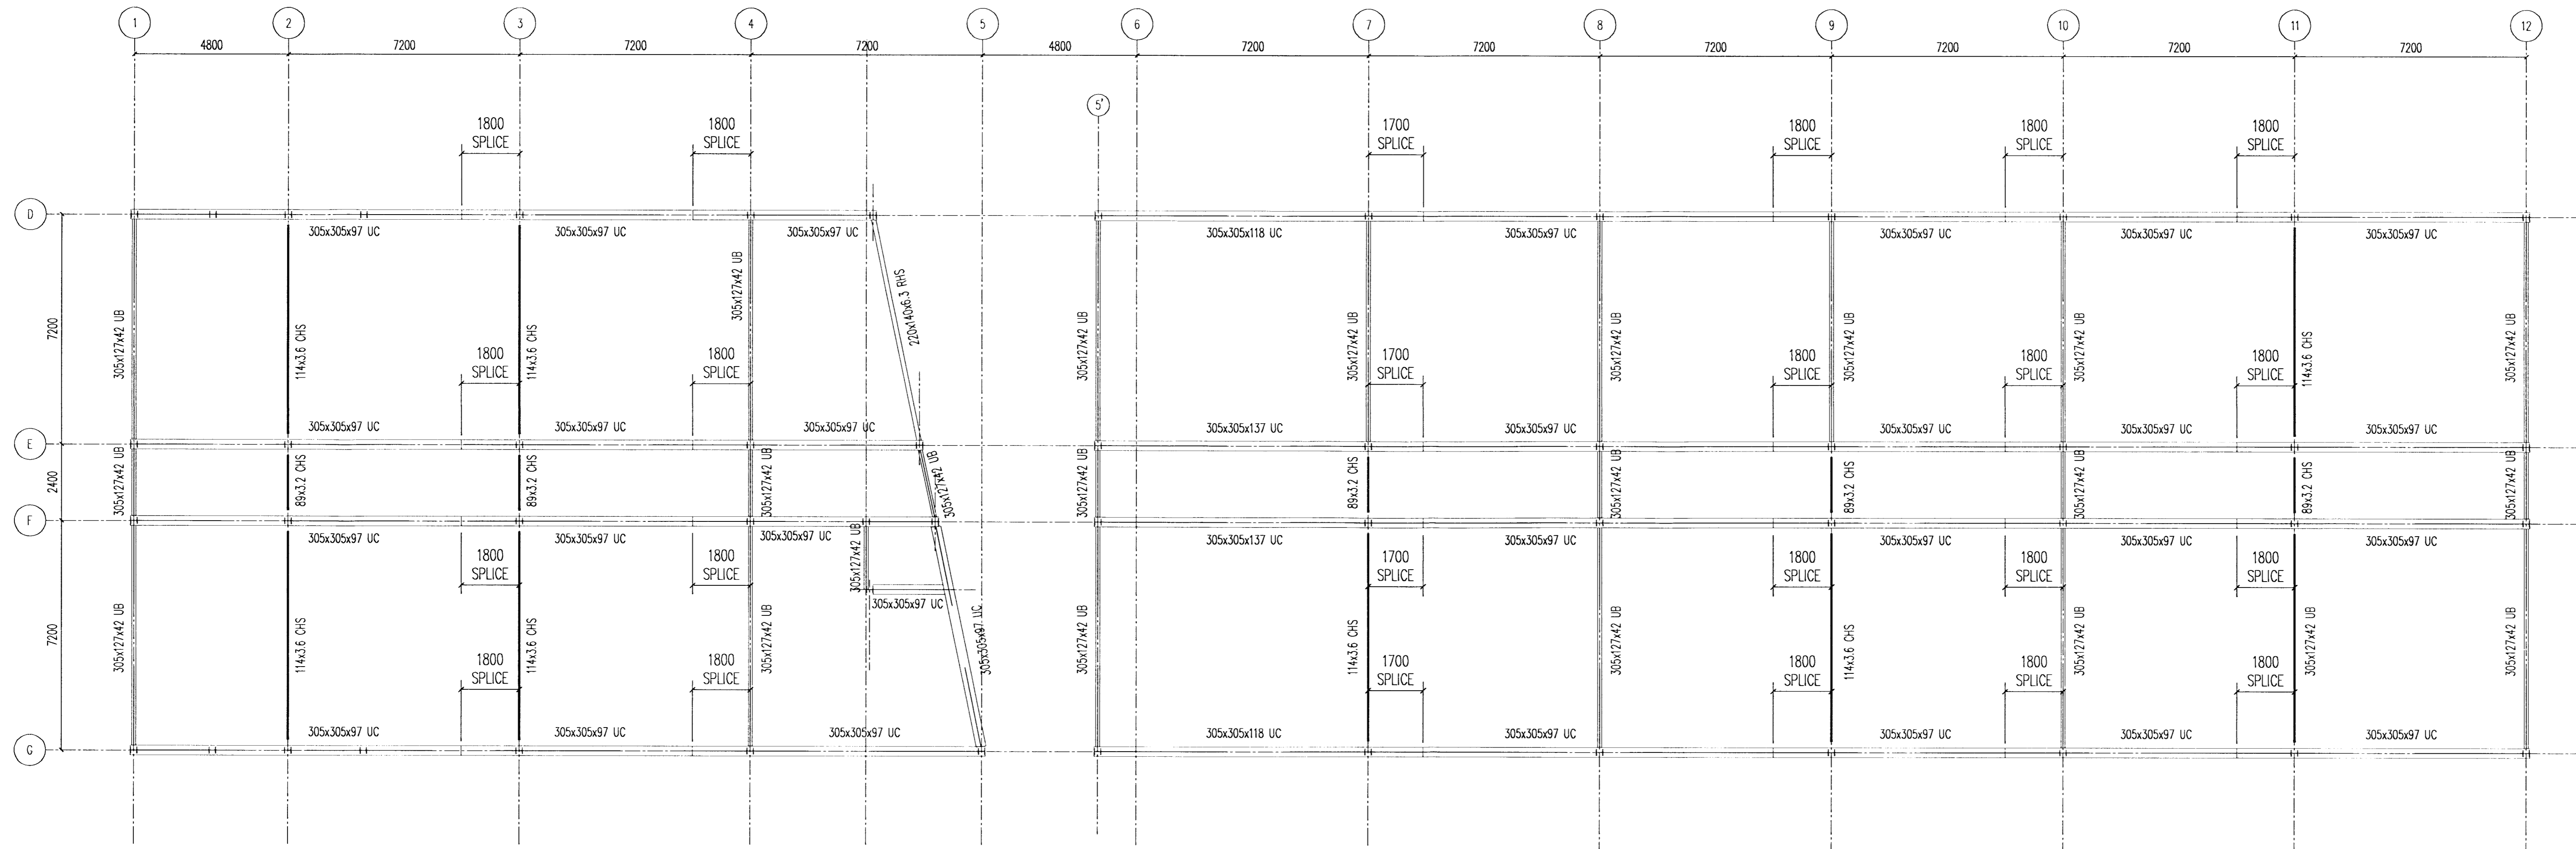 1 2 3 4 5 6 7 8 9 10 11 12
4800 7200 7200 7200 4800 7200 7200 7200 7200 7200 7200
5'
1800 1800 1700 1800 1800 1800
SPLICE SPLICE SPLICE SPLICE SPLICE SPLICE
D
305x305x97 UC 305x305x97 UC 305x305x97 UC 305x305x118 UC 305x305x97 UC 305x305x97 UC 305x305x97 UC 305x305x97 UC
7200
305x127x42 UB 114x3.6 CHS 114x3.6 CHS 305x127x42 UB 220x140x6.3 RHS 305x127x42 UB 305x127x42 UB 305x127x42 UB 305x127x42 UB 305x127x42 UB 114x3.6 CHS 305x127x42 UB
1800 1800 1700 1800 1800 1800
SPLICE SPLICE SPLICE SPLICE SPLICE SPLICE
305x305x97 UC 305x305x97 UC 305x305x97 UC 305x305x137 UC 305x305x97 UC 305x305x97 UC 305x305x97 UC 305x305x97 UC
E
2400
305x127x42 UB 89x3.2 CHS 89x3.2 CHS 305x127x42 UB 305x127x42 UB 305x127x42 UB 89x3.2 CHS 305x127x42 UB 89x3.2 CHS 305x127x42 UB 89x3.2 CHS 305x127x42 UB
F
305x305x97 UC 305x305x97 UC 305x305x97 UC 305x305x137 UC 305x305x97 UC 305x305x97 UC 305x305x97 UC 305x305x97 UC
1800 1800 1700 1800 1800 1800
SPLICE SPLICE SPLICE SPLICE SPLICE SPLICE
305x127x42 UB
305x305x97 UC
7200
305x127x42 UB 114x3.6 CHS 114x3.6 CHS 305x127x42 UB 305x305x97 UC 305x127x42 UB 114x3.6 CHS 305x127x42 UB 114x3.6 CHS 305x127x42 UB 305x127x42 UB 305x127x42 UB
1800 1800 1700 1800 1800 1800
SPLICE SPLICE SPLICE SPLICE SPLICE SPLICE
305x305x97 UC 305x305x97 UC 305x305x97 UC 305x305x118 UC 305x305x97 UC 305x305x97 UC 305x305x97 UC 305x305x97 UC
G